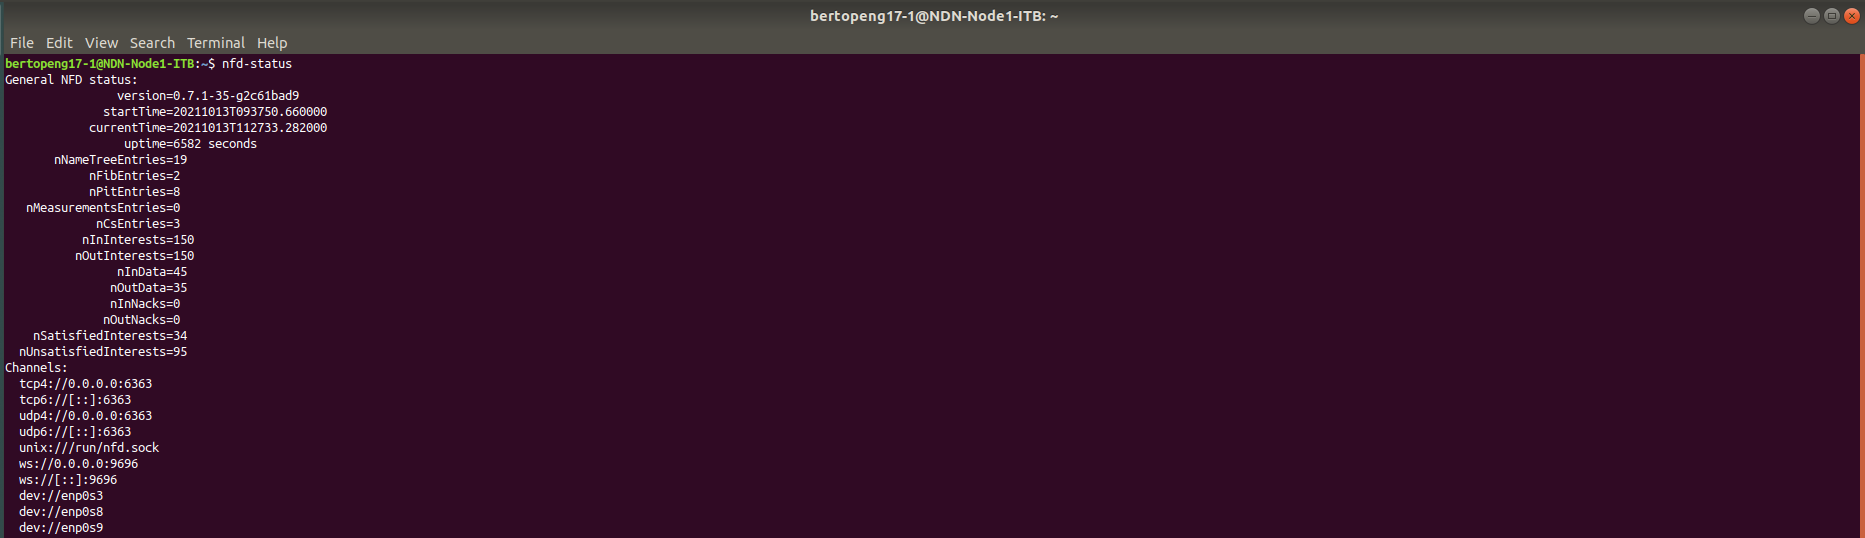 bertopeng17-1@NDN-Node1-ITB: ~
File Edit View Search Terminal Help
bertopeng17-1@NDN-Node1-ITB:~$ nfd-status
General NFD status:
version=0.7.1-35-g2c61bad9
startTime=20211013T093750.660000
currentTime=20211013T112733.282000
uptime=6582 seconds
nNameTreeEntries=19
nFibEntries=2
nPitEntries=8
nMeasurementsEntries=0
nCsEntries=3
nInInterests=150
nOutInterests=150
nInData=45
nOutData=35
nInNacks=0
nOutNacks=0
nSatisfiedInterests=34
nUnsatisfiedInterests=95
Channels:
tcp4://0.0.0.0:6363
tcp6://[::]:6363
udp4://0.0.0.0:6363
udp6://[::]:6363
unix:///run/nfd.sock
ws://0.0.0.0:9696
ws://[::]:9696
dev://enp0s3
dev://enp0s8
dev://enp0s9